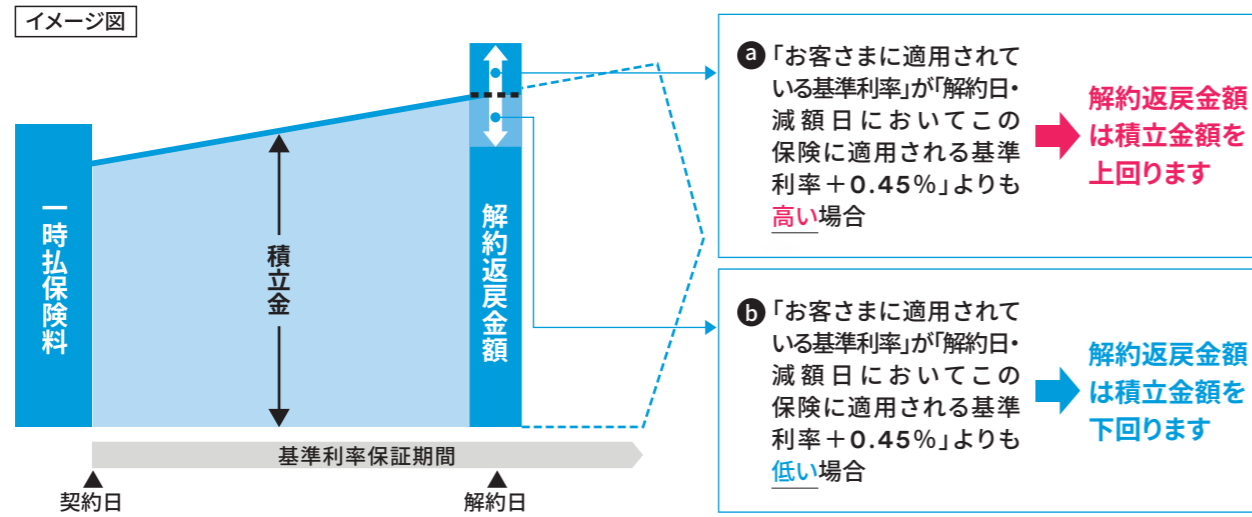 イメージ図
一時払保険料
積立金
解約返戻金額
基準利率保証期間
契約日
解約日
a 「お客さまに適用されて
いる基準利率」が「解約日・
減額日においてこの
保険に適用される基準
利率＋0.45％」よりも
高い場合
解約返戻金額
は積立金額を
上回ります
b 「お客さまに適用されて
いる基準利率」が「解約日・
減額日においてこの
保険に適用される基準
利率＋0.45％」よりも
低い場合
解約返戻金額
は積立金額を
下回ります